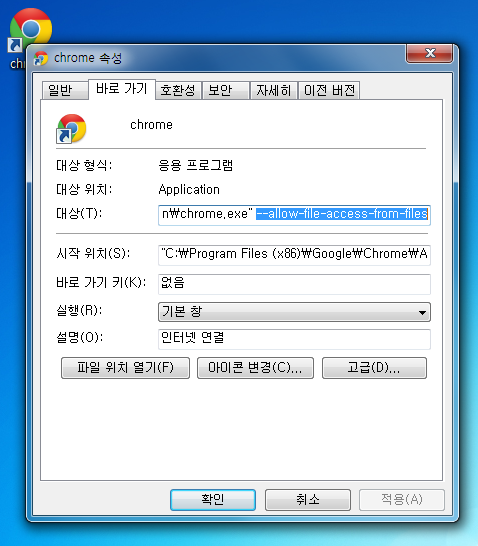 chrome 속성
일반 바로 가기 호환성 보안 자세히 이전 버전
chrome
대상 형식: 응용 프로그램
대상 위치: Application
대상(T): n\chrome.exe" --allow-file-access-from-files
시작 위치(S): "C:\Program Files (x86)\Google\Chrome\A
바로 가기 키(K): 없음
실행(R): 기본 창
설명(O): 인터넷 연결
파일 위치 열기(F) 아이콘 변경(C)... 고급(D)...
확인 취소 적용(A)